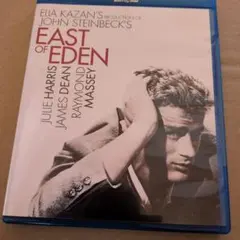 ELIA KAZAN'S PRODUCTION OF
JOHN STEINBECK'S
EAST
OF EDEN
JULIE HARRIS
JAMES DEAN
RAYMOND
MASSEY